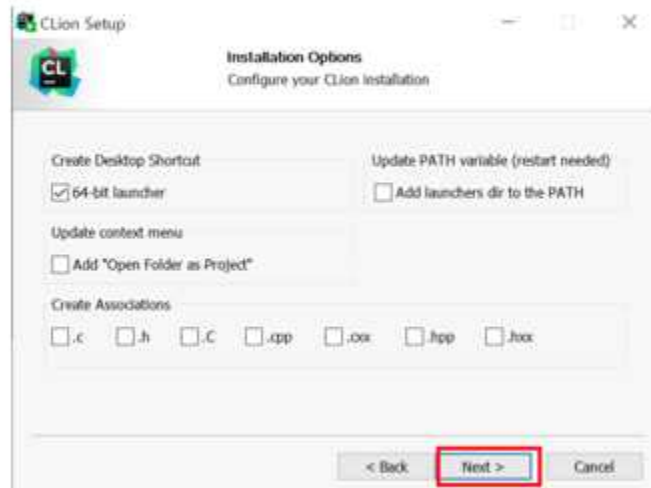 CLion Setup
CL
Installation Options
Configure your CLion installation
Create Desktop Shortcut
64-bit launcher
Update PATH variable (restart needed)
Add launchers dir to the PATH
Update context menu
Add "Open Folder as Project"
Create Associations
.c .h .C .cpp .cxx .hpp .hxx
< Back Next > Cancel